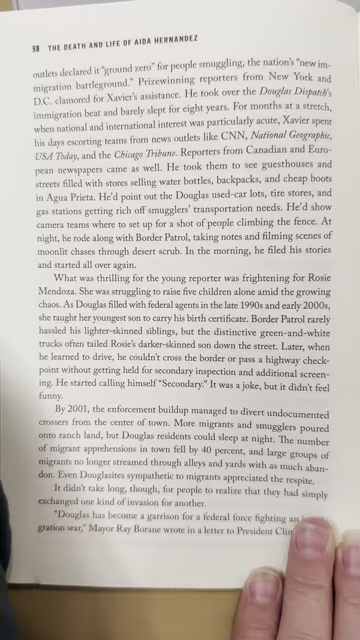 58 THE DEATH AND LIFE OF AIDA HERNANDEZ
outlets declared it "ground zero" for people smuggling, the nation's "new im-
migration battleground." Prizewinning reporters from New York and
D.C. clamored for Xavier's assistance. He took over the Douglas Dispatch's
immigration beat and barely slept for eight years. For months at a stretch,
when national and international interest was particularly acute, Xavier spent
his days escorting teams from news outlets like CNN, National Geographic,
USA Today, and the Chicago Tribune. Reporters from Canadian and Euro-
pean newspapers came as well. He took them to see guesthouses and
streets filled with stores selling water bottles, backpacks, and cheap boots
in Agua Prieta. He'd point out the Douglas used-car lots, tire stores, and
gas stations getting rich off smugglers' transportation needs. He'd show
camera teams where to set up for a shot of people climbing the fence. At
night, he rode along with Border Patrol, taking notes and filming scenes of
moonlit chases through desert scrub. In the morning, he filed his stories
and started all over again.
What was thrilling for the young reporter was frightening for Rosie
Mendoza. She was struggling to raise five children alone amid the growing
chaos. As Douglas filled with federal agents in the late 1990s and early 2000s,
she taught her youngest son to carry his birth certificate. Border Patrol rarely
hassled his lighter-skinned siblings, but the distinctive green-and-white
trucks often tailed Rosie's darker-skinned son down the street. Later, when
he learned to drive, he couldn't cross the border or pass a highway check-
point without getting held for secondary inspection and additional screen-
ing. He started calling himself "Secondary." It was a joke, but it didn't feel
funny.
By 2001, the enforcement buildup managed to divert undocumented
crossers from the center of town. More migrants and smugglers poured
onto ranch land, but Douglas residents could sleep at night. The number
of migrant apprehensions in town fell by 40 percent, and large groups of
migrants no longer streamed through alleys and yards with as much aban-
don. Even Douglasites sympathetic to migrants appreciated the respite.
It didn't take long, though, for people to realize that they had simply
exchanged one kind of invasion for another.
"Douglas has become a garrison for a federal force fighting an
gration war," Mayor Ray Borane wrote in a letter to President Clin